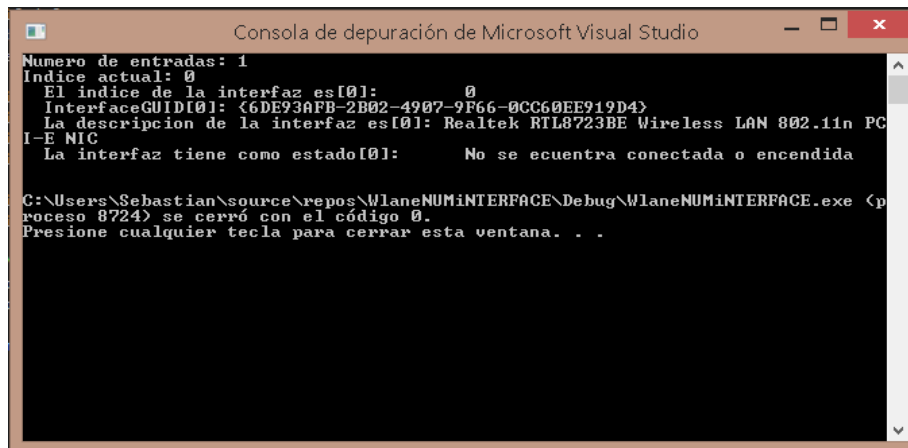 Consola de depuración de Microsoft Visual Studio
Numero de entradas: 1
Indice actual: 0
  El indice de la interfaz es[0]:        0
  InterfaceGUID[0]: {6DE93AFB-2B02-4907-9F66-0CC60EE919D4}
  La descripcion de la interfaz es[0]: Realtek RTL8723BE Wireless LAN 802.11n PC
I-E NIC
  La interfaz tiene como estado[0]:      No se ecuentra conectada o encendida
C:\Users\Sebastian\source\repos\WlaneNUMiNTERFACE\Debug\WlaneNUMiNTERFACE.exe (p
roceso 8724) se cerró con el código 0.
Presione cualquier tecla para cerrar esta ventana. . .